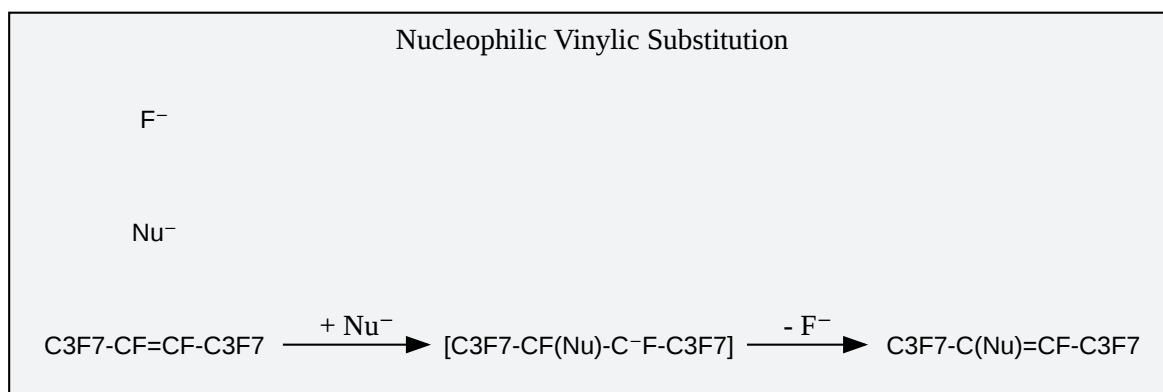 Nucleophilic Vinylic Substitution
F⁻
Nu⁻
+ Nu⁻ - F⁻
C3F7-CF=CF-C3F7 [C3F7-CF(Nu)-C⁻F-C3F7] C3F7-C(Nu)=CF-C3F7